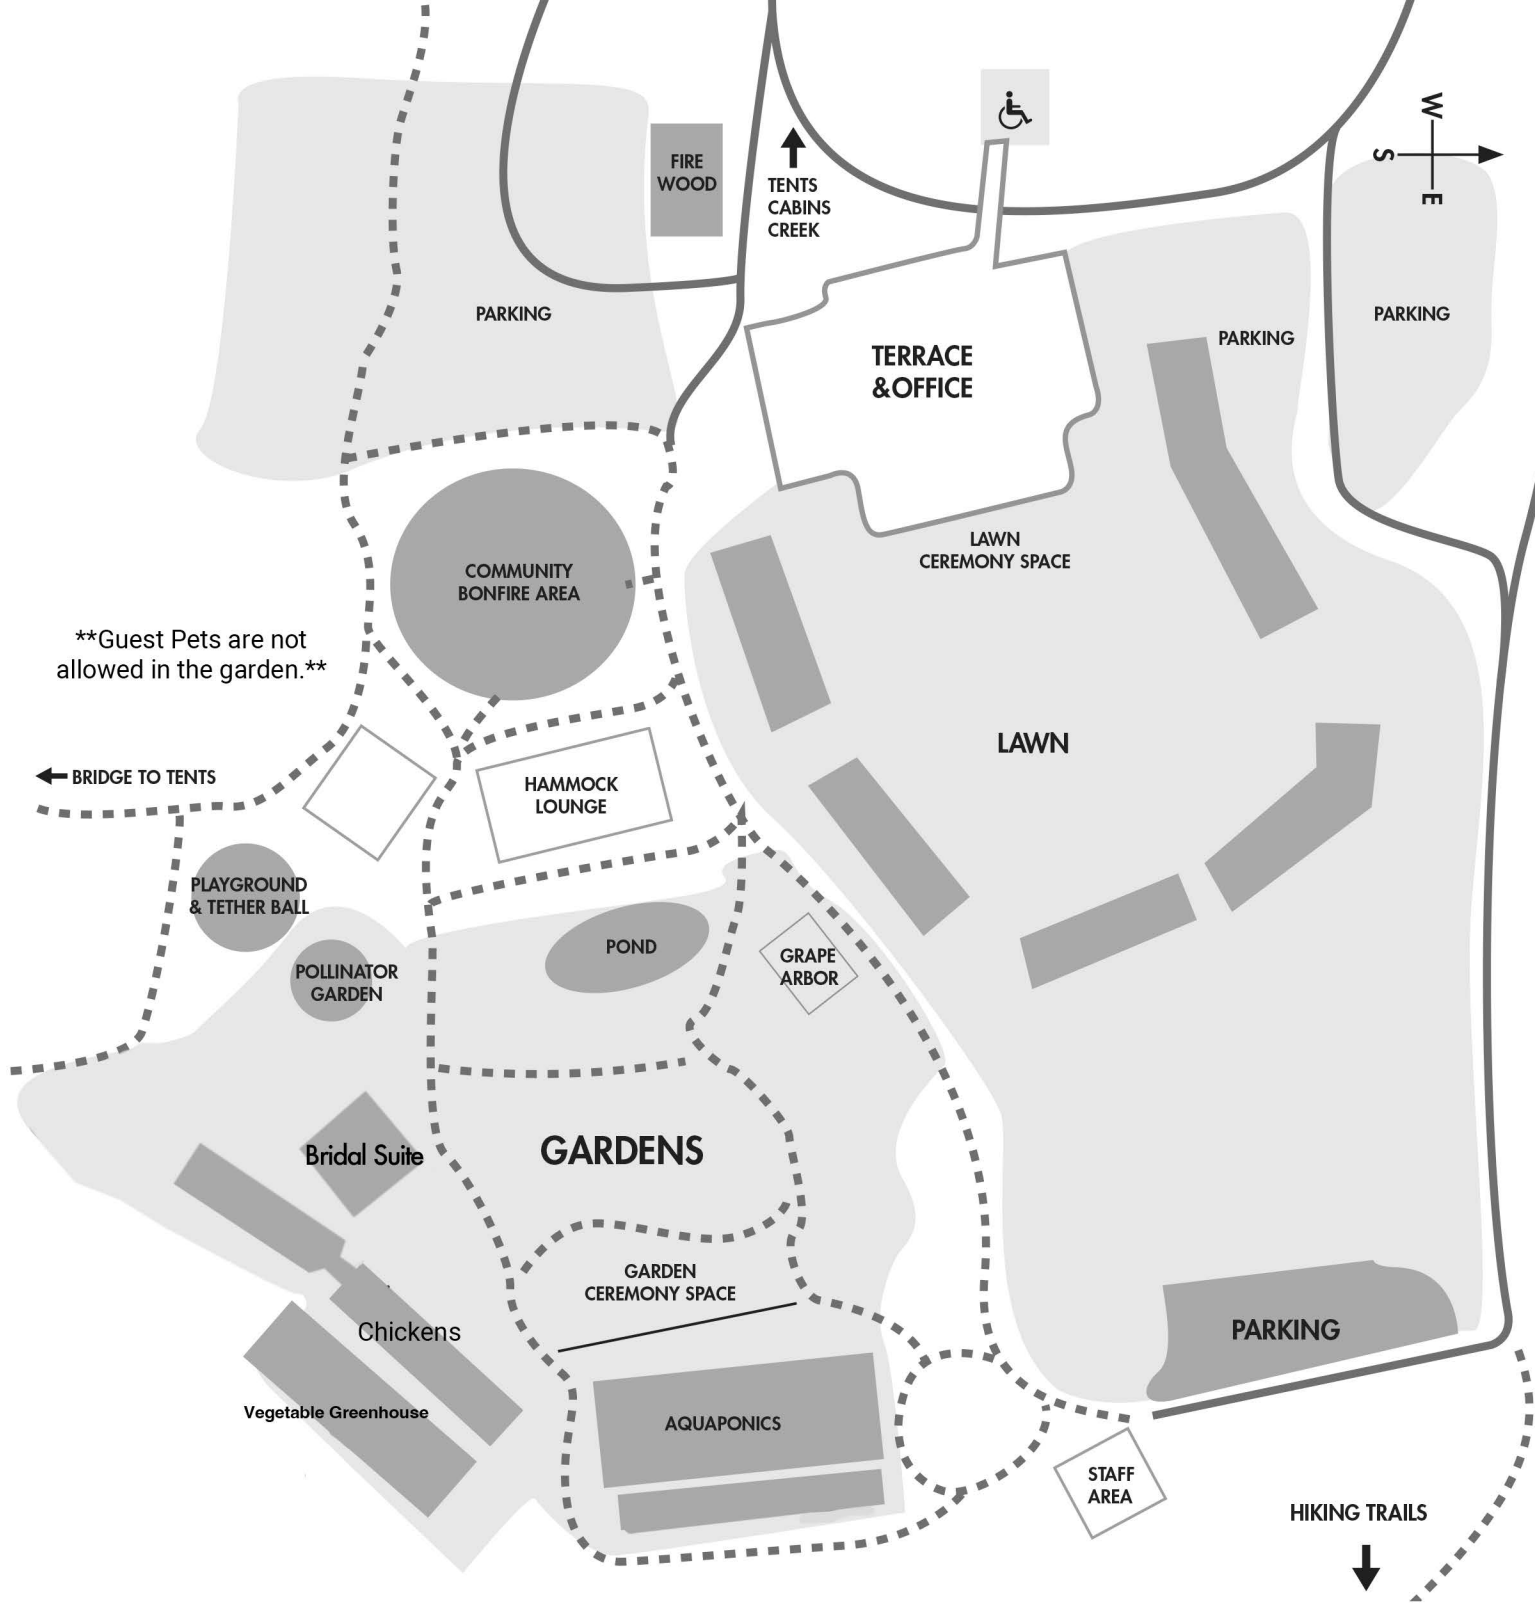 W
S
E
FIRE
WOOD
TENTS
CABINS
CREEK
PARKING
TERRACE
&OFFICE
PARKING
PARKING
LAWN
CEREMONY SPACE
COMMUNITY
BONFIRE AREA
**Guest Pets are not
allowed in the garden.**
LAWN
BRIDGE TO TENTS
HAMMOCK
LOUNGE
PLAYGROUND
& TETHER BALL
POND
GRAPE
ARBOR
POLLINATOR
GARDEN
Bridal Suite
GARDENS
GARDEN
CEREMONY SPACE
Chickens
PARKING
Vegetable Greenhouse
AQUAPONICS
STAFF
AREA
HIKING TRAILS